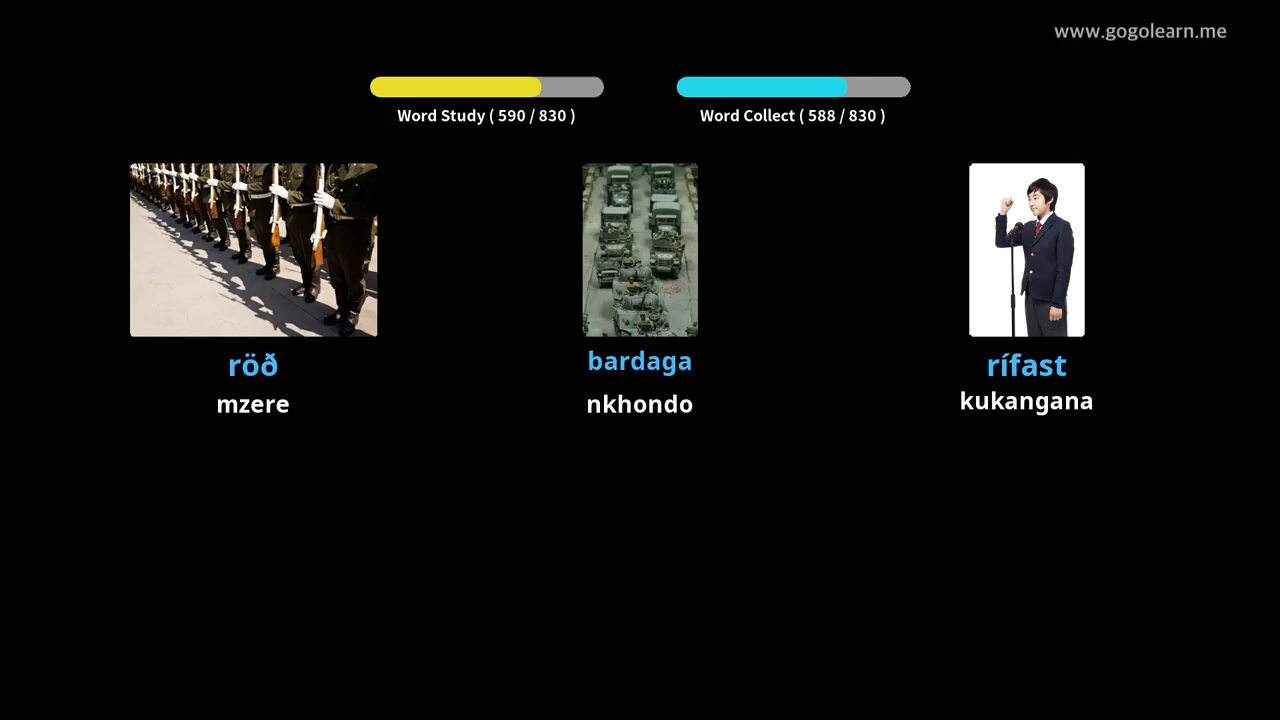 www.gogolearn.me
Word Study ( 590 / 830 )
Word Collect ( 588 / 830 )
röð
mzere
bardaga
nkhondo
rífast
kukangana